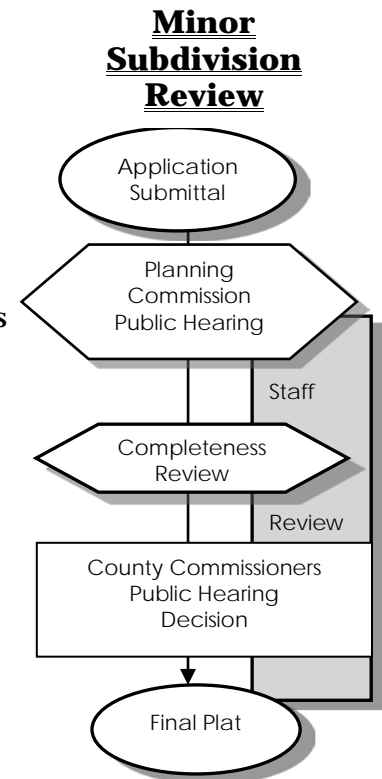 Minor
Subdivision
Review
Application
Submittal
Planning
Commission
Public Hearing
s
Staff
Completeness
Review
Review
County Commissioners
Public Hearing
Decision
Final Plat